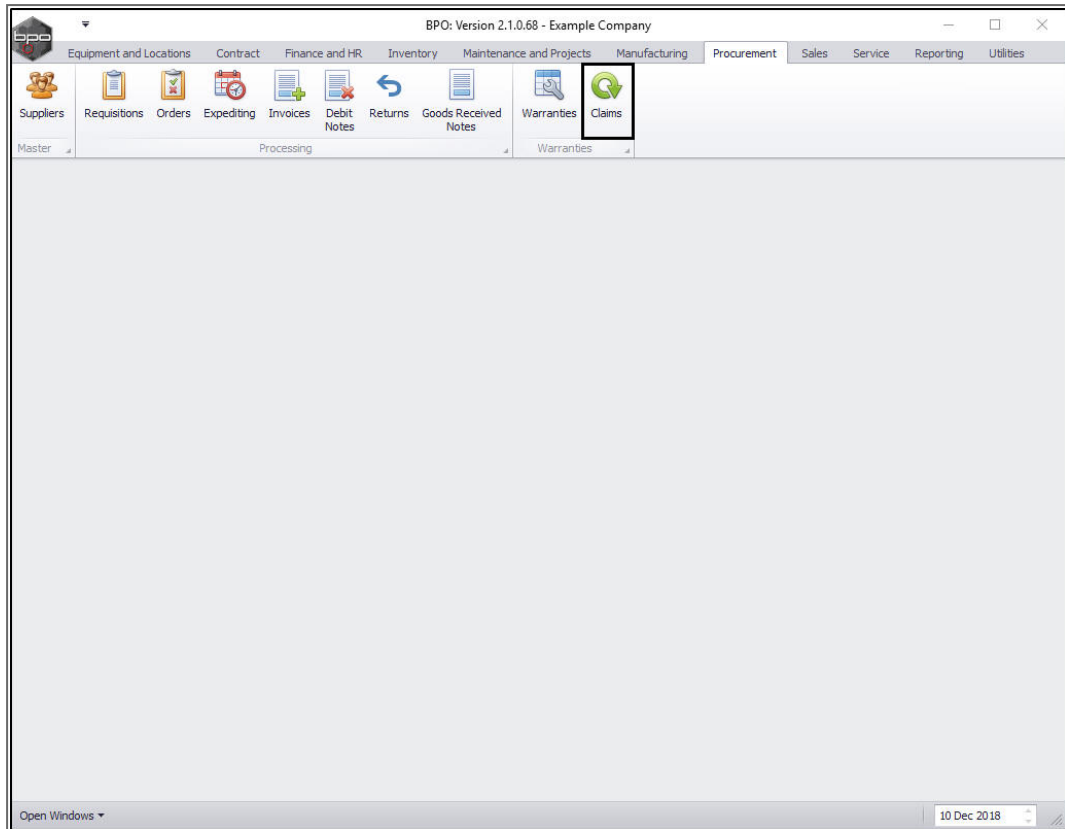 BPO: Version 2.1.0.68 - Example Company
bpo
Equipment and Locations Contract Finance and HR Inventory Maintenance and Projects Manufacturing Procurement Sales Service Reporting Utilities
Suppliers Requisitions Orders Expediting Invoices Debit Notes Returns Goods Received Notes Warranties Claims
Master Processing Warranties
Open Windows 10 Dec 2018